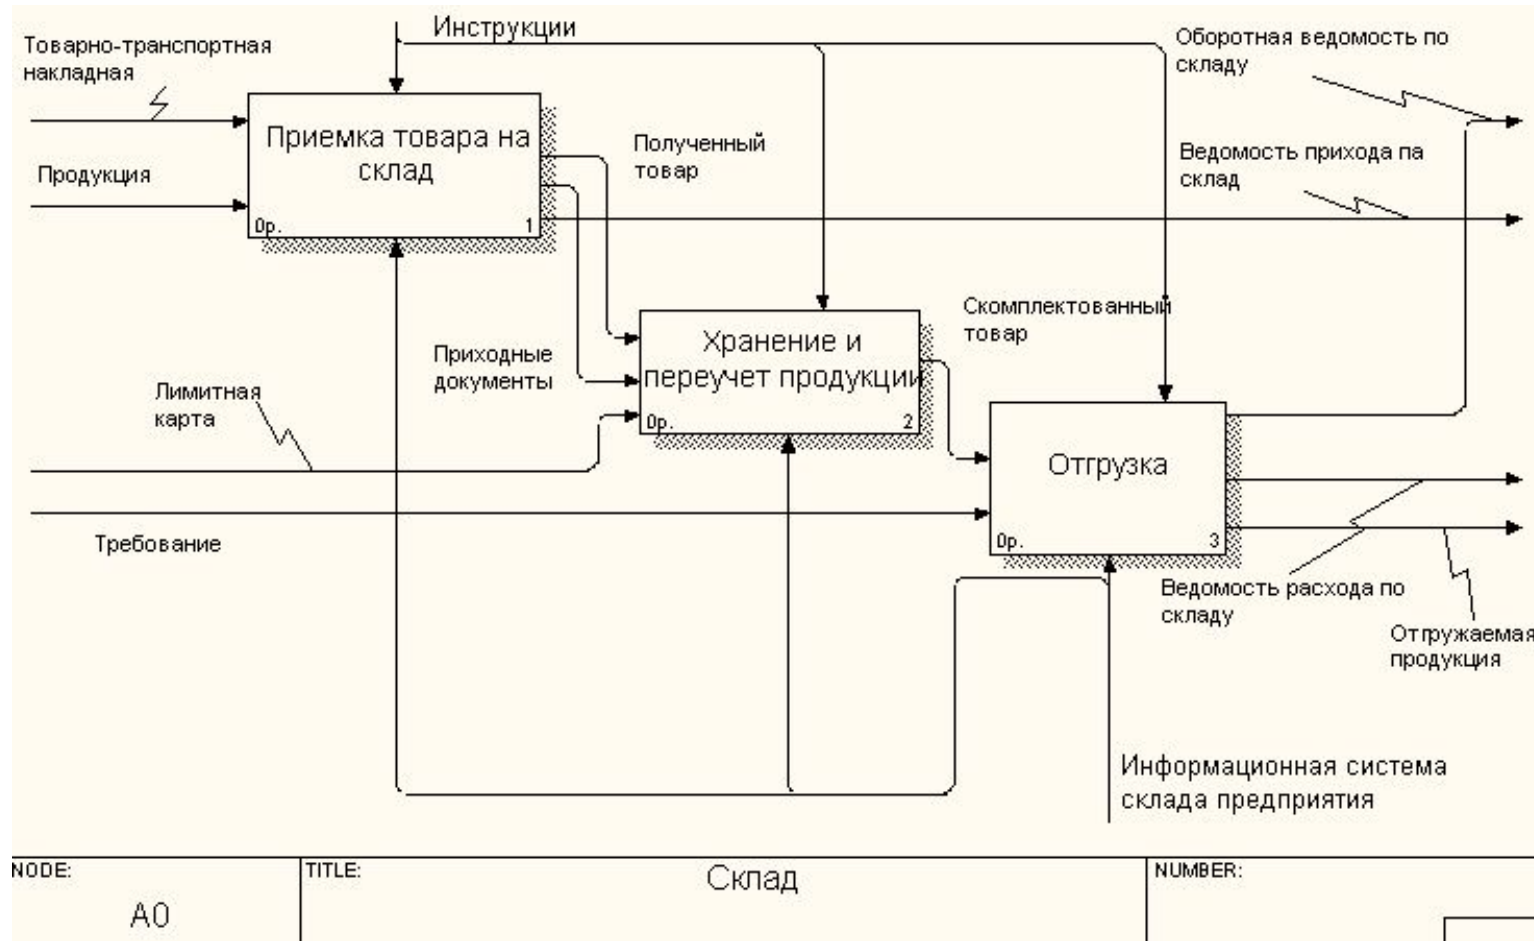 Инструкции
Товарно-транспортная
накладная
Оборотная ведомость по
складу
Приемка товара на
склад
0р.
1
Полученный
товар
Ведомость прихода па
склад
Продукция
Скомплектованный
товар
Хранение и
переучет продукции
0р.
2
Приходные
документы
Лимитная
карта
Отгрузка
0р.
3
Требование
Ведомость расхода по
складу
Отгружаемая
продукция
Информационная система
склада предприятия
NODE:
A0
TITLE:
Склад
NUMBER: